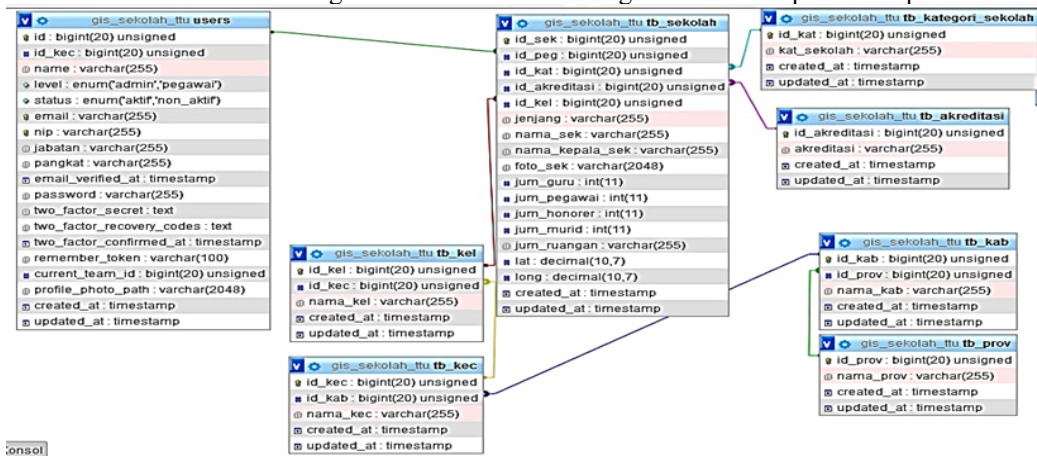 gis_sekolah_ttu users
id : bigint(20) unsigned
id_kec : bigint(20) unsigned
name : varchar(255)
level : enum('admin','pegawai')
status : enum('aktif','non_aktif')
email : varchar(255)
nip : varchar(255)
jabatan : varchar(255)
pangkat : varchar(255)
email_verified_at : timestamp
password : varchar(255)
two_factor_secret : text
two_factor_recovery_codes : text
two_factor_confirmed_at : timestamp
remember_token : varchar(100)
current_team_id : bigint(20) unsigned
profile_photo_path : varchar(2048)
created_at : timestamp
updated_at : timestamp
gis_sekolah_ttu tb_sekolah
id_sek : bigint(20) unsigned
id_peg : bigint(20) unsigned
id_kat : bigint(20) unsigned
id_akreditasi : bigint(20) unsigned
id_kel : bigint(20) unsigned
jenjang : varchar(255)
nama_sek : varchar(255)
nama_kepala_sek : varchar(255)
foto_sek : varchar(2048)
jum_guru : int(11)
jum_pegawai : int(11)
jum_honorer : int(11)
jum_murid : int(11)
jum_ruangan : varchar(255)
lat : decimal(10,7)
long : decimal(10,7)
created_at : timestamp
updated_at : timestamp
gis_sekolah_ttu tb_kategori_sekolah
id_kat : bigint(20) unsigned
kat_sekolah : varchar(255)
created_at : timestamp
updated_at : timestamp
gis_sekolah_ttu tb_akreditasi
id_akreditasi : bigint(20) unsigned
akreditasi : varchar(255)
created_at : timestamp
updated_at : timestamp
gis_sekolah_ttu tb_kel
id_kel : bigint(20) unsigned
id_kec : bigint(20) unsigned
nama_kel : varchar(255)
created_at : timestamp
updated_at : timestamp
gis_sekolah_ttu tb_kec
id_kec : bigint(20) unsigned
id_kab : bigint(20) unsigned
nama_kec : varchar(255)
created_at : timestamp
updated_at : timestamp
gis_sekolah_ttu tb_kab
id_kab : bigint(20) unsigned
id_prov : bigint(20) unsigned
nama_kab : varchar(255)
created_at : timestamp
updated_at : timestamp
gis_sekolah_ttu tb_prov
id_prov : bigint(20) unsigned
nama_prov : varchar(255)
created_at : timestamp
updated_at : timestamp